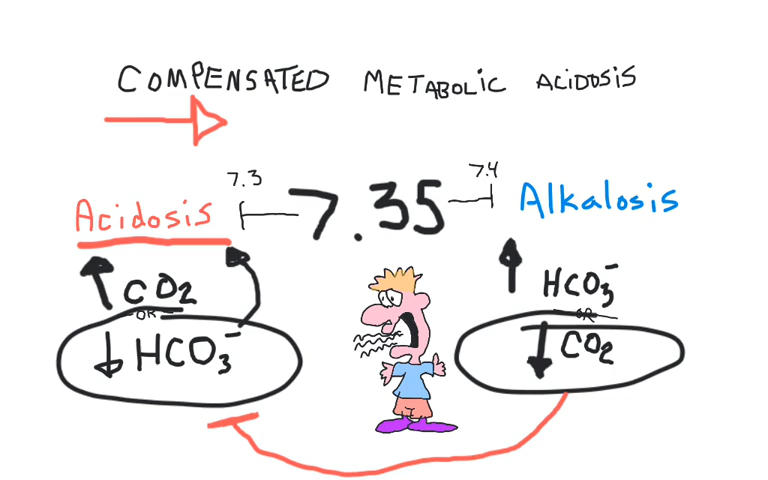 COMPENSATED METABOLIC ACIDOSIS
7.3 7.35 7.4
Acidosis Alkalosis
↑ CO2
OR
↓ HCO3⁻
↑ HCO3⁻
OR
↓ CO2